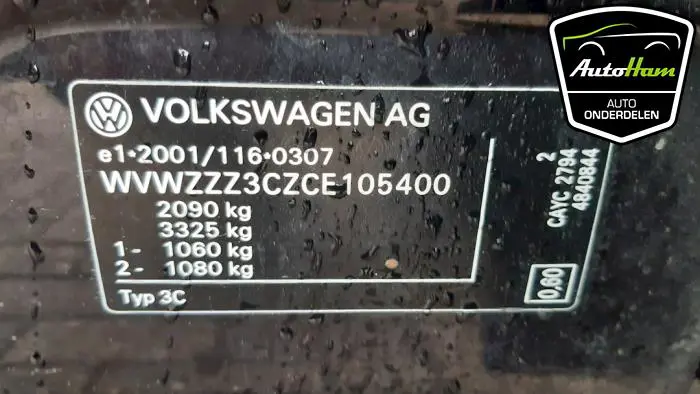 VOLKSWAGEN AG
e1*2001/116*0307
WVWZZZ3CZCE105400
2090 kg
3325 kg
1- 1060 kg
2- 1080 kg
Typ 3C
2
CAYC 2794
4840844
0,60
AutoHam
AUTO
ONDERDELEN